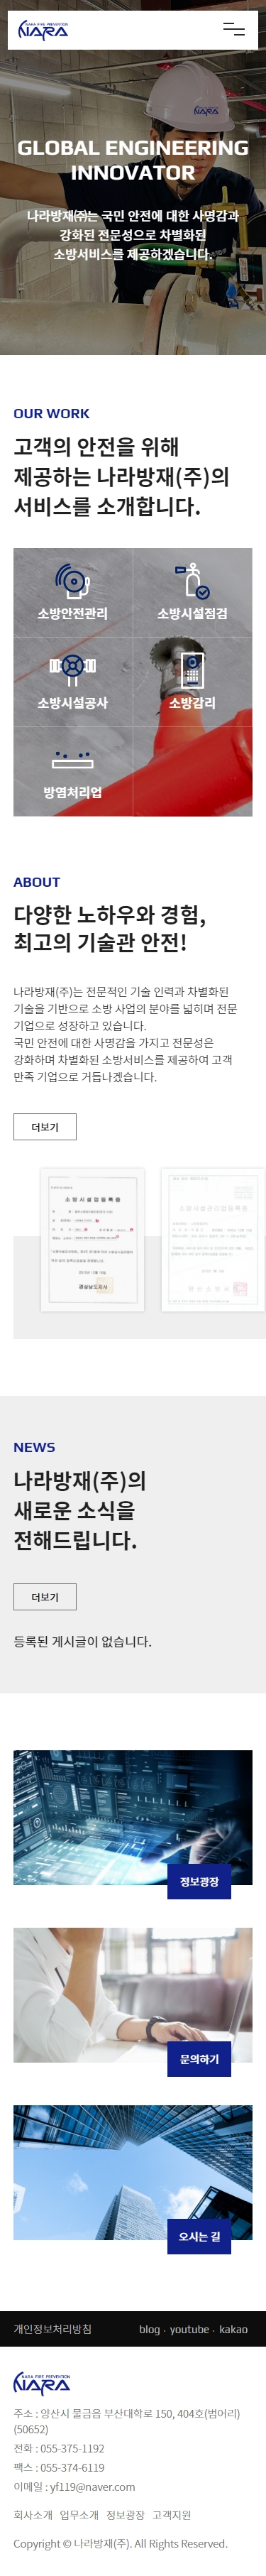 NARA FIRE PREVENTION
NARA
NARA
GLOBAL ENGINEERING
INNOVATOR
나라방재㈜는 국민 안전에 대한 사명감과
강화된 전문성으로 차별화된
소방서비스를 제공하겠습니다.
OUR WORK
고객의 안전을 위해
제공하는 나라방재(주)의
서비스를 소개합니다.
소방안전관리
소방시설점검
소방시설공사
소방감리
방염처리업
ABOUT
다양한 노하우와 경험,
최고의 기술관 안전!
나라방재(주)는 전문적인 기술 인력과 차별화된
기술을 기반으로 소방 사업의 분야를 넓히며 전문
기업으로 성장하고 있습니다.
국민 안전에 대한 사명감을 가지고 전문성은
강화하며 차별화된 소방서비스를 제공하여 고객
만족 기업으로 거듭나겠습니다.
더보기
소방시설업등록증
소방시설관리업등록증
경상남도지사
NEWS
나라방재(주)의
새로운 소식을
전해드립니다.
더보기
등록된 게시글이 없습니다.
정보광장
문의하기
오시는 길
개인정보처리방침
blog · youtube · kakao
NARA FIRE PREVENTION
NARA
주소 : 양산시 물금읍 부산대학로 150, 404호(범어리)
(50652)
전화 : 055-375-1192
팩스 : 055-374-6119
이메일 : yf119@naver.com
회사소개 업무소개 정보광장 고객지원
Copyright © 나라방재(주). All Rights Reserved.